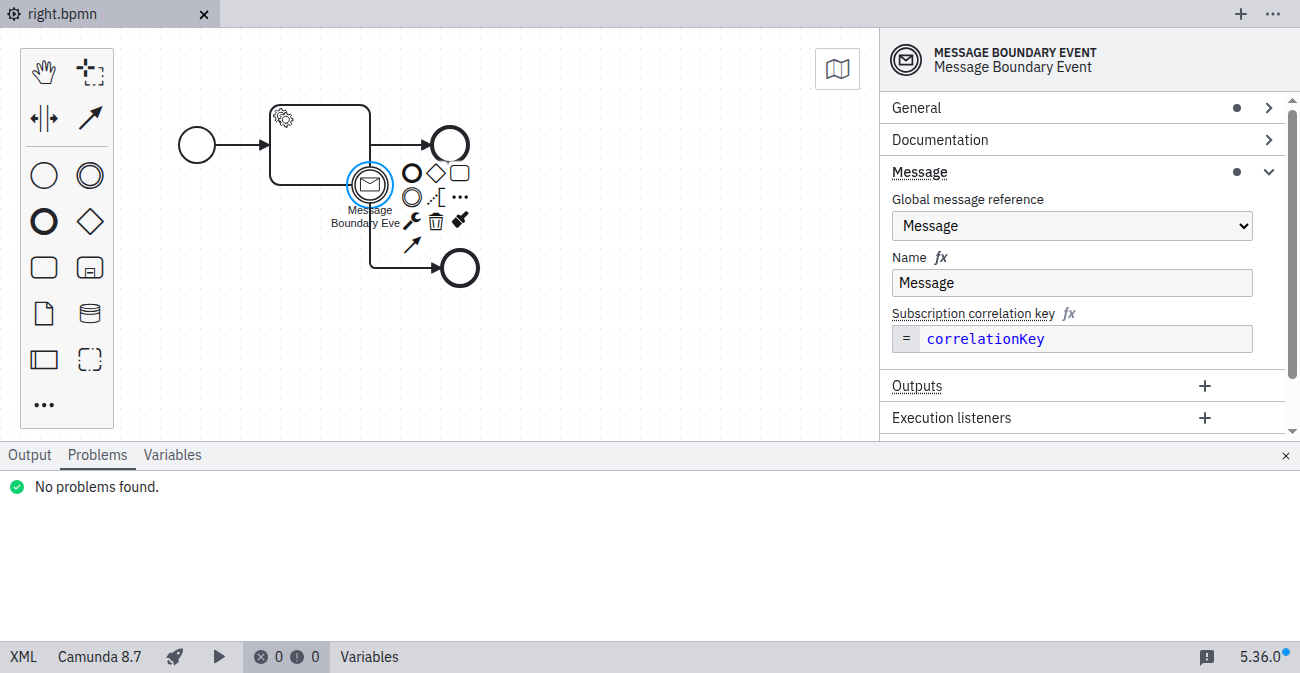 right.bpmn
MESSAGE BOUNDARY EVENT
Message Boundary Event
General
Documentation
Message
Global message reference
Message
Name fx
Message
Subscription correlation key fx
= correlationKey
Outputs
Execution listeners
Message
Boundary Eve
Output Problems Variables
No problems found.
XML Camunda 8.7 0 0 Variables 5.36.0